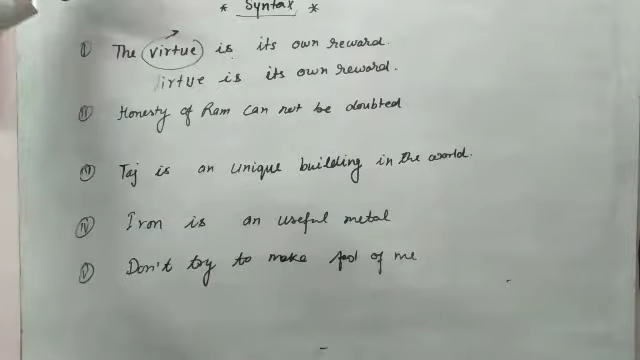 * Syntax *
I The virtue is its own reward.
Virtue is its own reward.
II Honesty of Ram can not be doubted
III Taj is an unique building in the world.
IV Iron is an useful metal
V Don't try to make fool of me